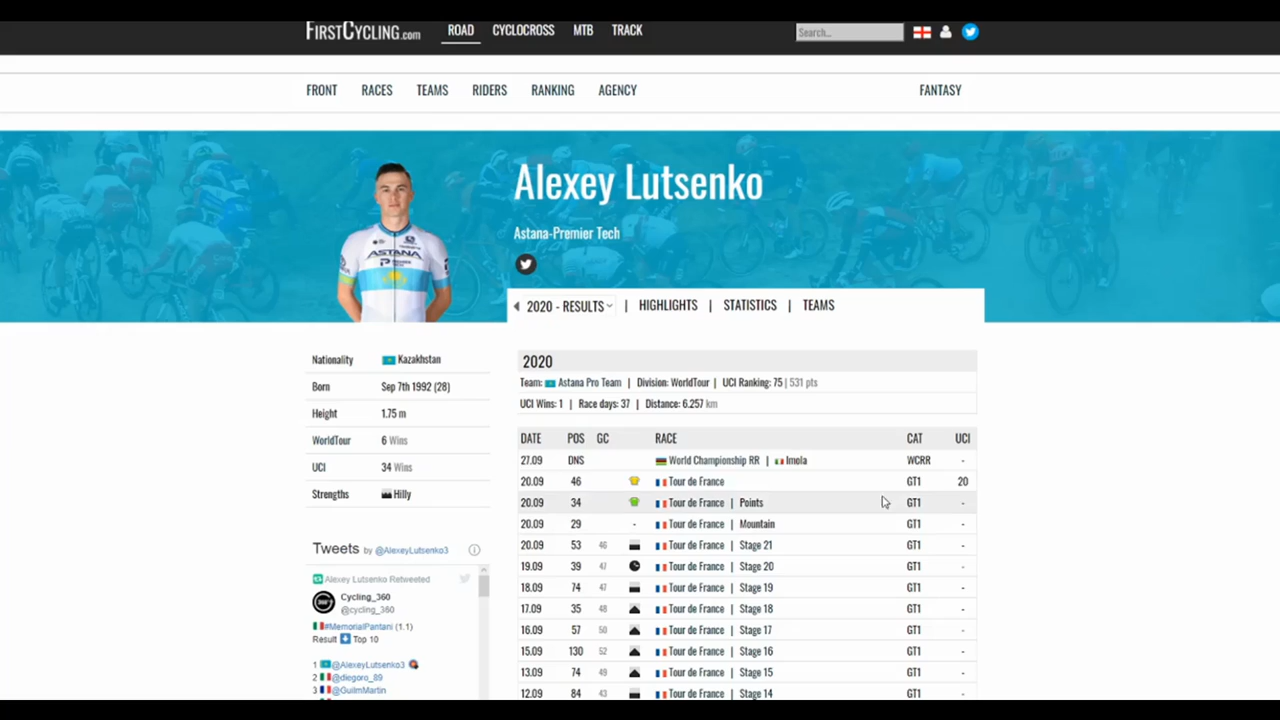 FIRSTCYCLING.COM ROAD CYCLOCROSS MTB TRACK Search...
FRONT RACES TEAMS RIDERS RANKING AGENCY FANTASY
Alexey Lutsenko
Astana-Premier Tech
ASTANA
2020 - RESULTS | HIGHLIGHTS | STATISTICS | TEAMS
Nationality Kazakhstan
Born Sep 7th 1992 (28)
Height 1.75 m
WorldTour 6 Wins
UCI 34 Wins
Strengths Hilly
Tweets by @AlexeyLutsenko3
Alexey Lutsenko Retweeted
Cycling_360
@cycling_360
#MemorialPantani (1.1)
Result Top 10
1 @AlexeyLutsenko3
2 @diegoro_89
3 @GuilmMartin
2020
Team: Astana Pro Team | Division: WorldTour | UCI Ranking: 75 | 531 pts
UCI Wins: 1 | Race days: 37 | Distance: 6.257 km
DATE POS GC RACE CAT UCI
27.09 DNS World Championship RR | Imola WCRR -
20.09 46 Tour de France GT1 20
20.09 34 Tour de France | Points GT1 -
20.09 29 - Tour de France | Mountain GT1 -
20.09 53 46 Tour de France | Stage 21 GT1 -
19.09 39 47 Tour de France | Stage 20 GT1 -
18.09 74 47 Tour de France | Stage 19 GT1 -
17.09 35 48 Tour de France | Stage 18 GT1 -
16.09 57 50 Tour de France | Stage 17 GT1 -
15.09 130 52 Tour de France | Stage 16 GT1 -
13.09 74 49 Tour de France | Stage 15 GT1 -
12.09 84 43 Tour de France | Stage 14 GT1 -